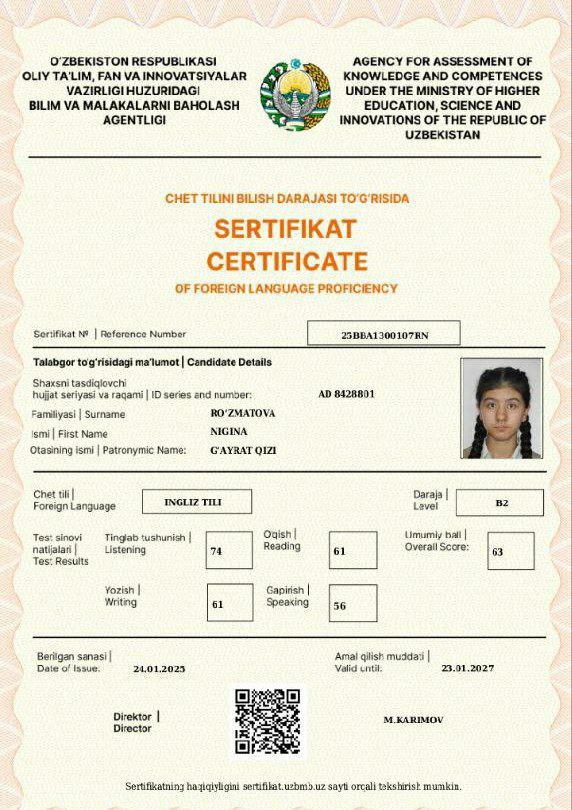 O'ZBEKISTON RESPUBLIKASI
OLIY TA'LIM, FAN VA INNOVATSIYALAR
VAZIRLIGI HUZURIDAGI
BILIM VA MALAKALARNI BAHOLASH
AGENTLIGI
AGENCY FOR ASSESSMENT OF
KNOWLEDGE AND COMPETENCES
UNDER THE MINISTRY OF HIGHER
EDUCATION, SCIENCE AND
INNOVATIONS OF THE REPUBLIC OF
UZBEKISTAN
CHET TILINI BILISH DARAJASI TO'G'RISIDA
SERTIFIKAT
CERTIFICATE
OF FOREIGN LANGUAGE PROFICIENCY
Sertifikat № | Reference Number 25BBA1300107RN
Talabgor to'g'risidagi ma'lumot | Candidate Details
Shaxsni tasdiqlovchi
hujjat seriyasi va raqami | ID series and number: AD 8428801
Familiyasi | Surname RO'ZMATOVA
Ismi | First Name NIGINA
Otasining ismi | Patronymic Name: G'AYRAT QIZI
Chet tili |
Foreign Language INGLIZ TILI
Daraja |
Level B2
Test sinovi
natijalari |
Test Results
Tinglab tushunish |
Listening 74
Oqish |
Reading 61
Umumiy ball |
Overall Score: 63
Yozish |
Writing 61
Gapirish |
Speaking 56
Berilgan sanasi |
Date of Issue: 24.01.2025
Amal qilish muddati |
Valid until: 23.01.2027
Direktor |
Director
M.KARIMOV
Sertifikatning haqiqiyligini sertifikat.uzbmb.uz sayti orqali tekshirish mumkin.